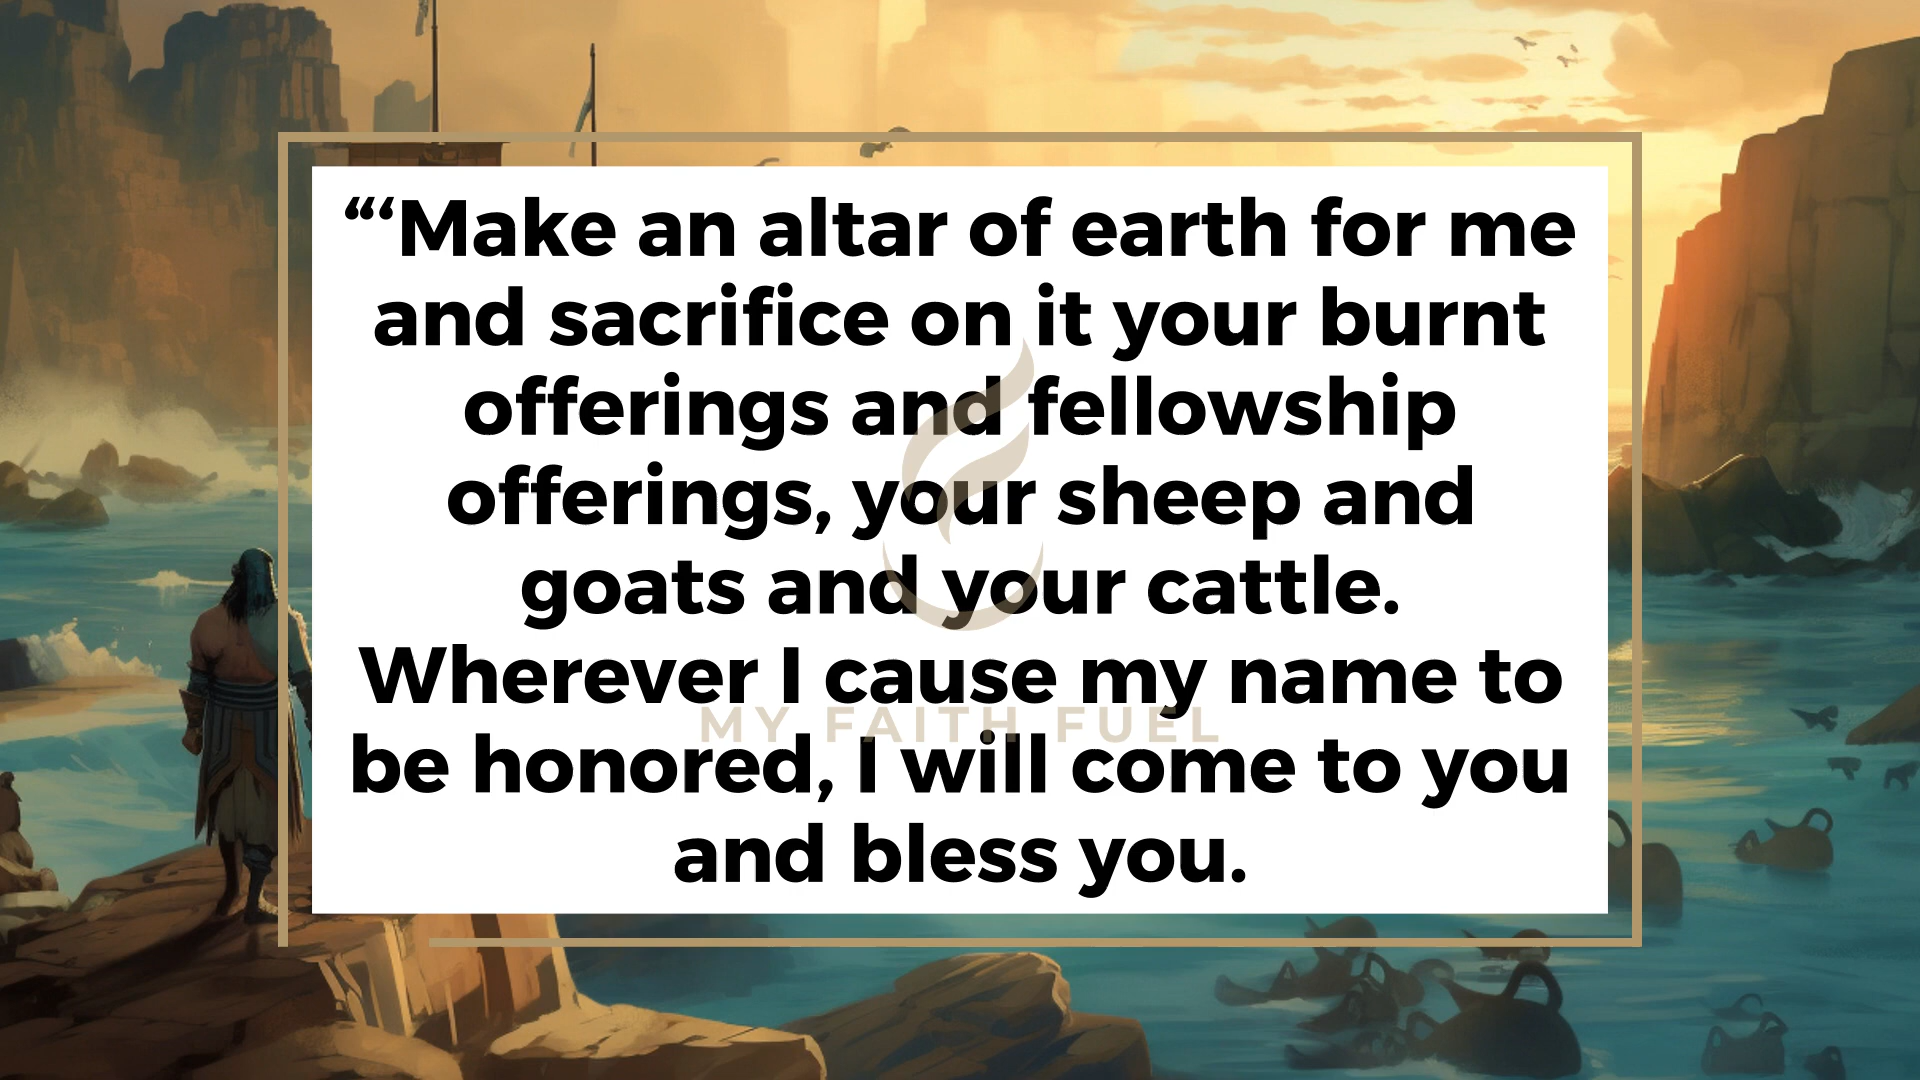 “‘Make an altar of earth for me
and sacrifice on it your burnt
offerings and fellowship
offerings, your sheep and
goats and your cattle.
Wherever I cause my name to
MY FAITH FUEL
be honored, I will come to you
and bless you.